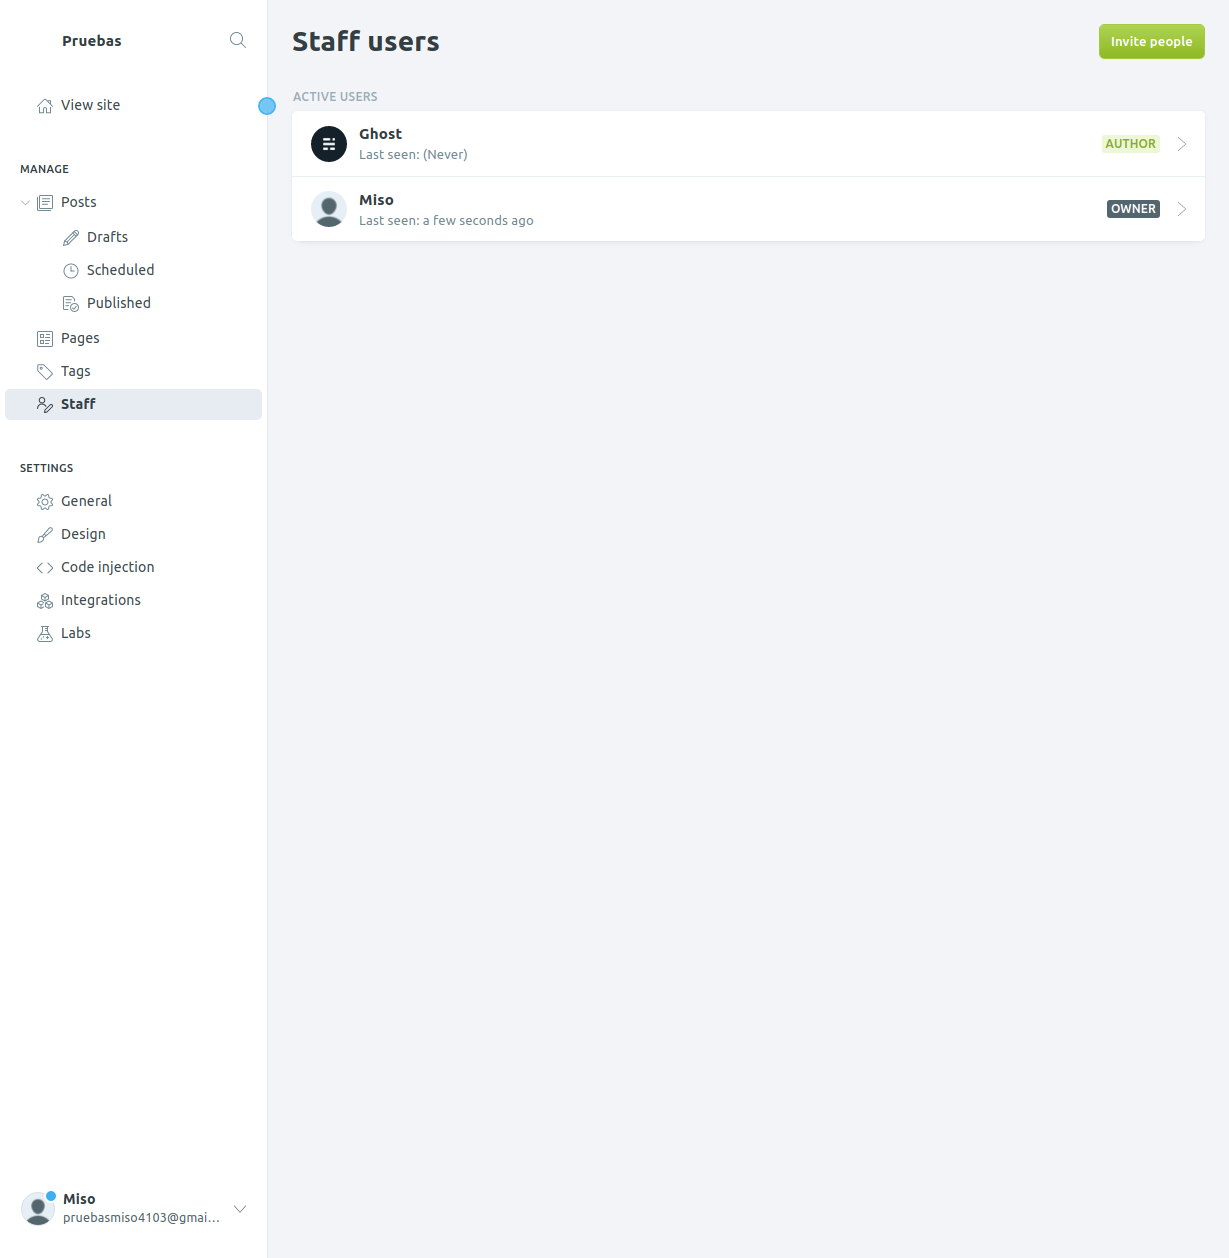 Pruebas
View site
MANAGE
Posts
Drafts
Scheduled
Published
Pages
Tags
Staff
SETTINGS
General
Design
Code injection
Integrations
Labs
Miso
pruebasmiso4103@gmai...
Staff users
Invite people
ACTIVE USERS
Ghost
Last seen: (Never)
AUTHOR
Miso
Last seen: a few seconds ago
OWNER